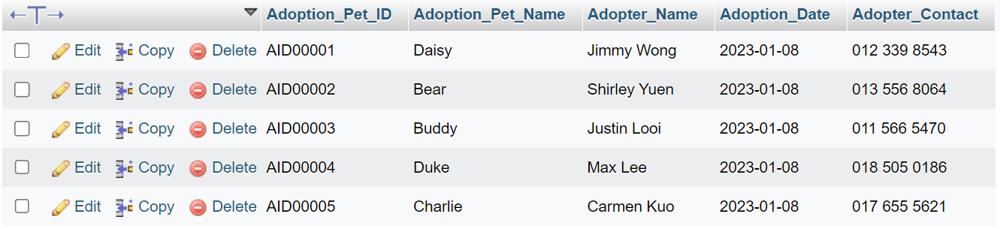 Adoption_Pet_ID Adoption_Pet_Name Adopter_Name Adoption_Date Adopter_Contact
Edit Copy Delete AID00001 Daisy Jimmy Wong 2023-01-08 012 339 8543
Edit Copy Delete AID00002 Bear Shirley Yuen 2023-01-08 013 556 8064
Edit Copy Delete AID00003 Buddy Justin Looi 2023-01-08 011 566 5470
Edit Copy Delete AID00004 Duke Max Lee 2023-01-08 018 505 0186
Edit Copy Delete AID00005 Charlie Carmen Kuo 2023-01-08 017 655 5621